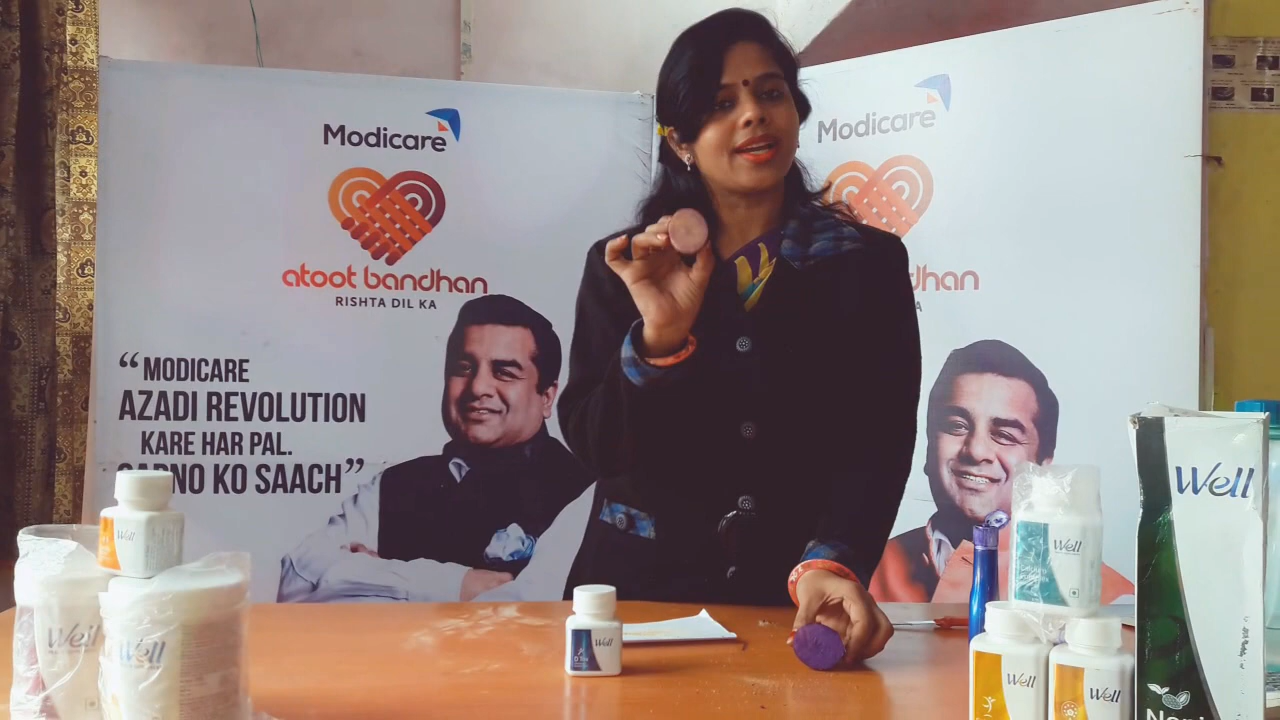 Modicare
atoot bandhan
RISHTA DIL KA
“ MODICARE
AZADI REVOLUTION
KARE HAR PAL.
NO KO SAACH ”
Modicare
dhan
A
Well
Well
Well
Well
Well
Well
Well
Well